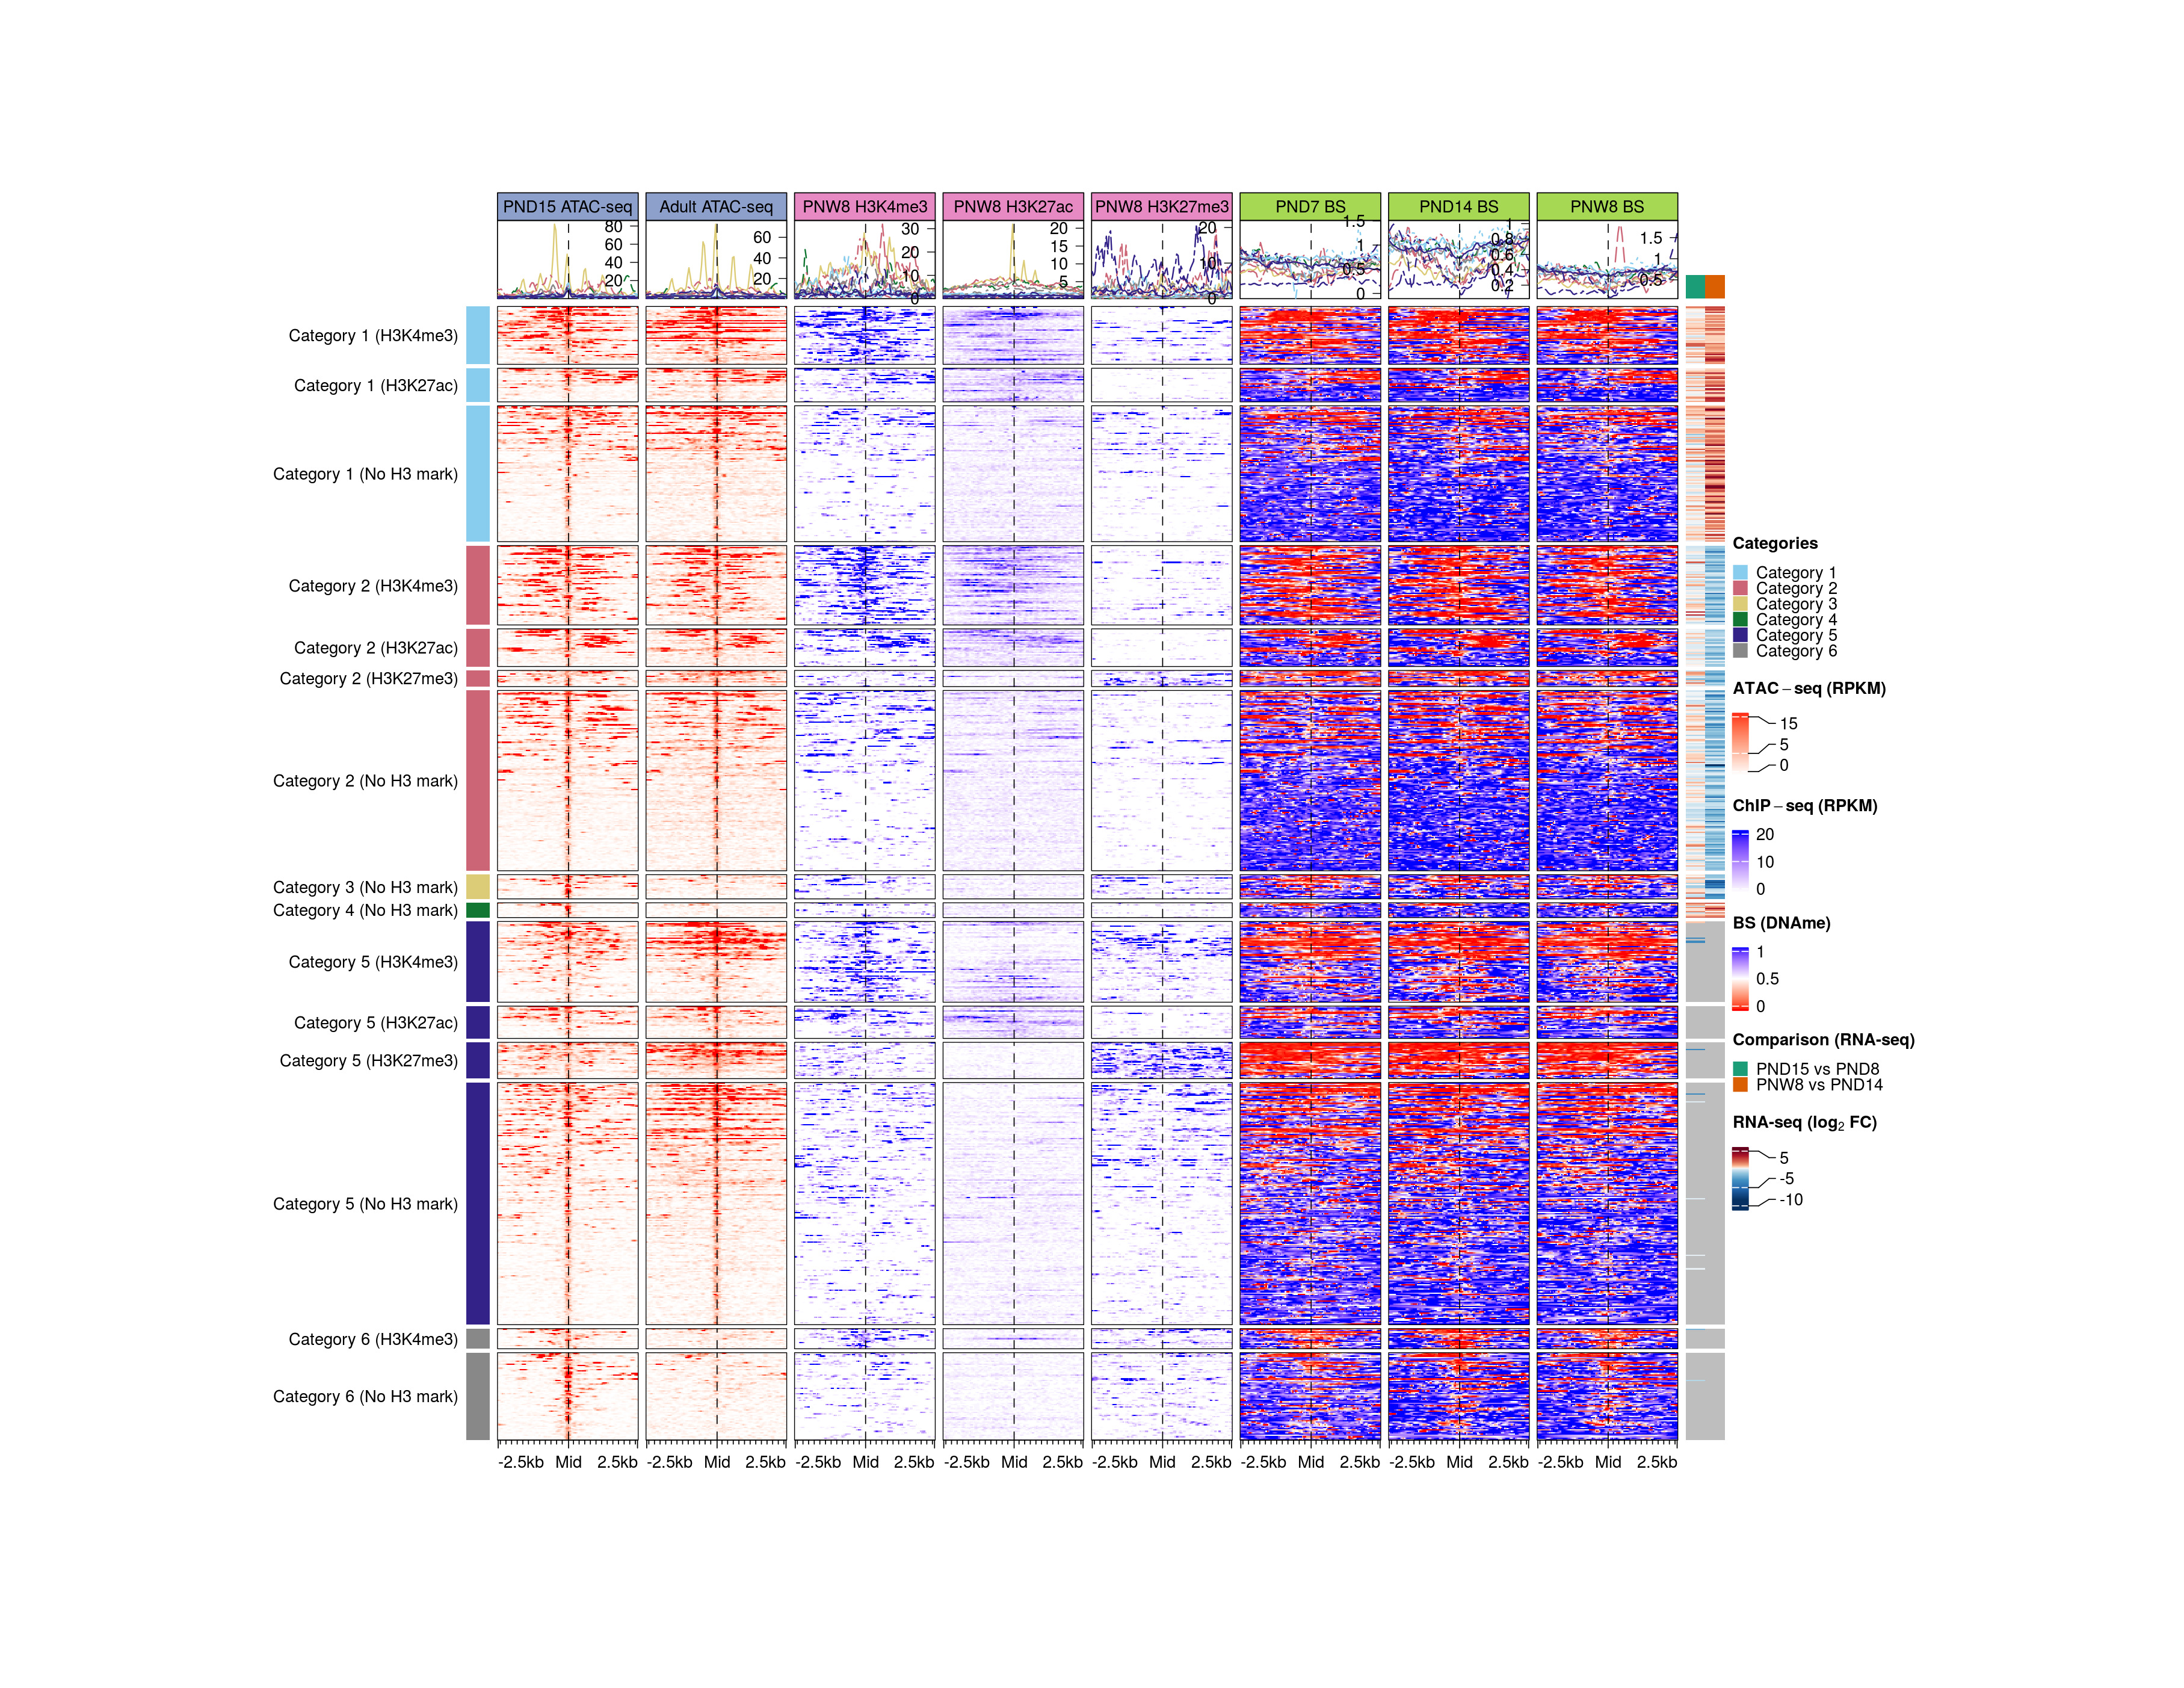 PND15 ATAC-seq
Adult ATAC-seq
PNW8 H3K4me3
PNW8 H3K27ac
PNW8 H3K27me3
PND7 BS
PND14 BS
PNW8 BS
80
60
40
20
60
40
20
30
20
10
0
20
15
10
5
20
10
0
1.5
1
0.5
0
1
0.8
0.6
0.4
0.2
1.5
1
0.5
Category 1 (H3K4me3)
Category 1 (H3K27ac)
Category 1 (No H3 mark)
Category 2 (H3K4me3)
Category 2 (H3K27ac)
Category 2 (H3K27me3)
Category 2 (No H3 mark)
Category 3 (No H3 mark)
Category 4 (No H3 mark)
Category 5 (H3K4me3)
Category 5 (H3K27ac)
Category 5 (H3K27me3)
Category 5 (No H3 mark)
Category 6 (H3K4me3)
Category 6 (No H3 mark)
-2.5kb Mid 2.5kb
-2.5kb Mid 2.5kb
-2.5kb Mid 2.5kb
-2.5kb Mid 2.5kb
-2.5kb Mid 2.5kb
-2.5kb Mid 2.5kb
-2.5kb Mid 2.5kb
-2.5kb Mid 2.5kb
Categories
Category 1
Category 2
Category 3
Category 4
Category 5
Category 6
ATAC−seq (RPKM)
15
5
0
ChIP−seq (RPKM)
20
10
0
BS (DNAme)
1
0.5
0
Comparison (RNA-seq)
PND15 vs PND8
PNW8 vs PND14
RNA-seq (log₂ FC)
5
-5
-10